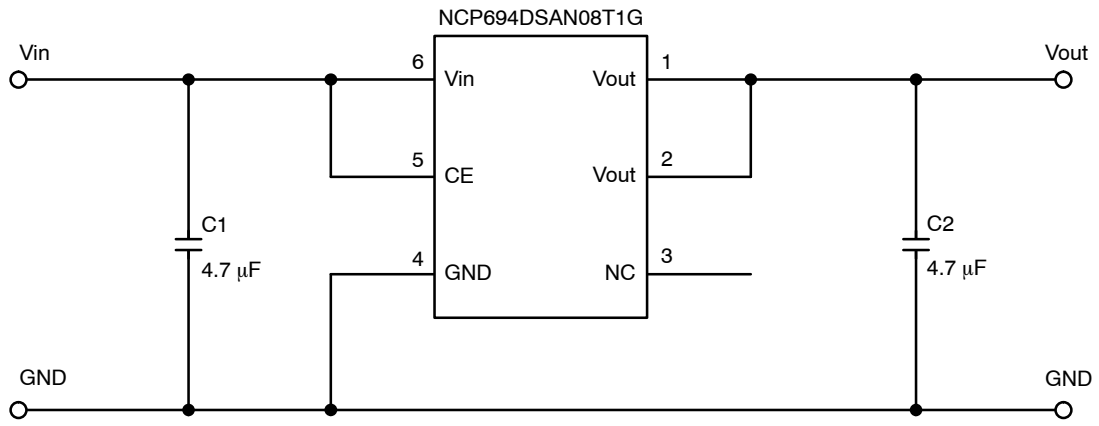 NCP694DSAN08T1G
Vin
Vout
6
Vin
Vout
1
5
CE
Vout
2
C1
4.7 μF
C2
4.7 μF
4
GND
NC
3
GND
GND